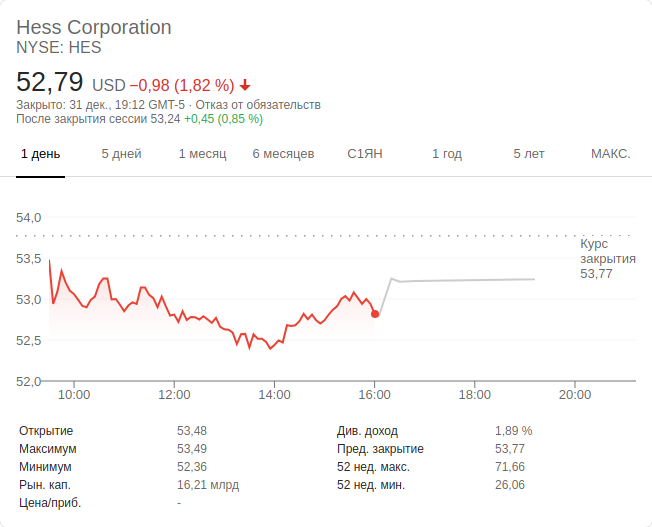 Hess Corporation
NYSE: HES
52,79 USD −0,98 (1,82 %)
Закрыто: 31 дек., 19:12 GMT-5 · Отказ от обязательств
После закрытия сессии 53,24 +0,45 (0,85 %)
1 день 5 дней 1 месяц 6 месяцев С1ЯН 1 год 5 лет МАКС.
54,0
Курс
закрытия
53,77
53,5
53,0
52,5
52,0
10:00 12:00 14:00 16:00 18:00 20:00
Открытие 53,48 Див. доход 1,89 %
Максимум 53,49 Пред. закрытие 53,77
Минимум 52,36 52 нед. макс. 71,66
Рын. кап. 16,21 млрд 52 нед. мин. 26,06
Цена/приб. -